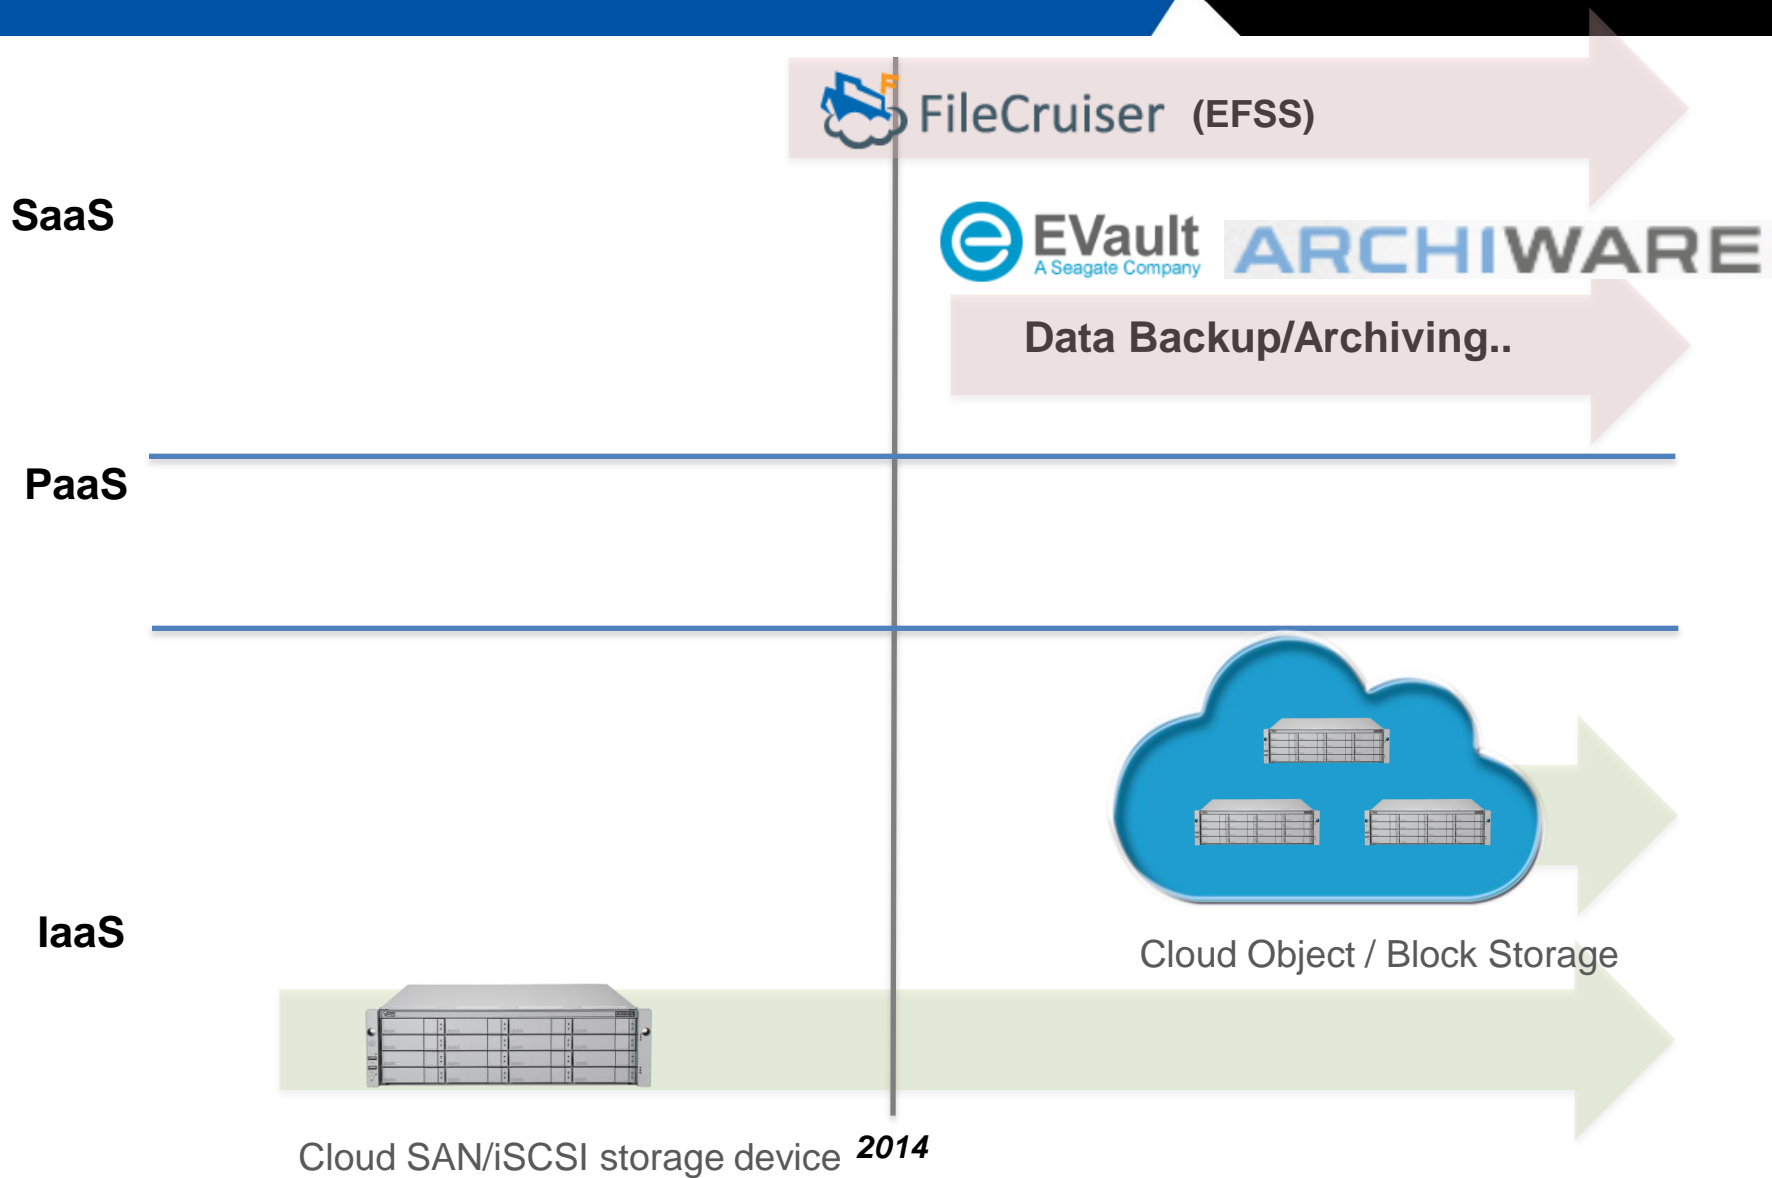 FileCruiser (EFSS)
SaaS
EVault
A Seagate Company
ARCHIWARE
Data Backup/Archiving..
PaaS
IaaS
Cloud Object / Block Storage
Cloud SAN/iSCSI storage device
2014